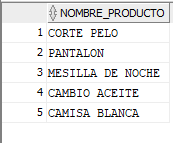 NOMBRE_PRODUCTO
1 CORTE PELO
2 PANTALON
3 MESILLA DE NOCHE
4 CAMBIO ACEITE
5 CAMISA BLANCA